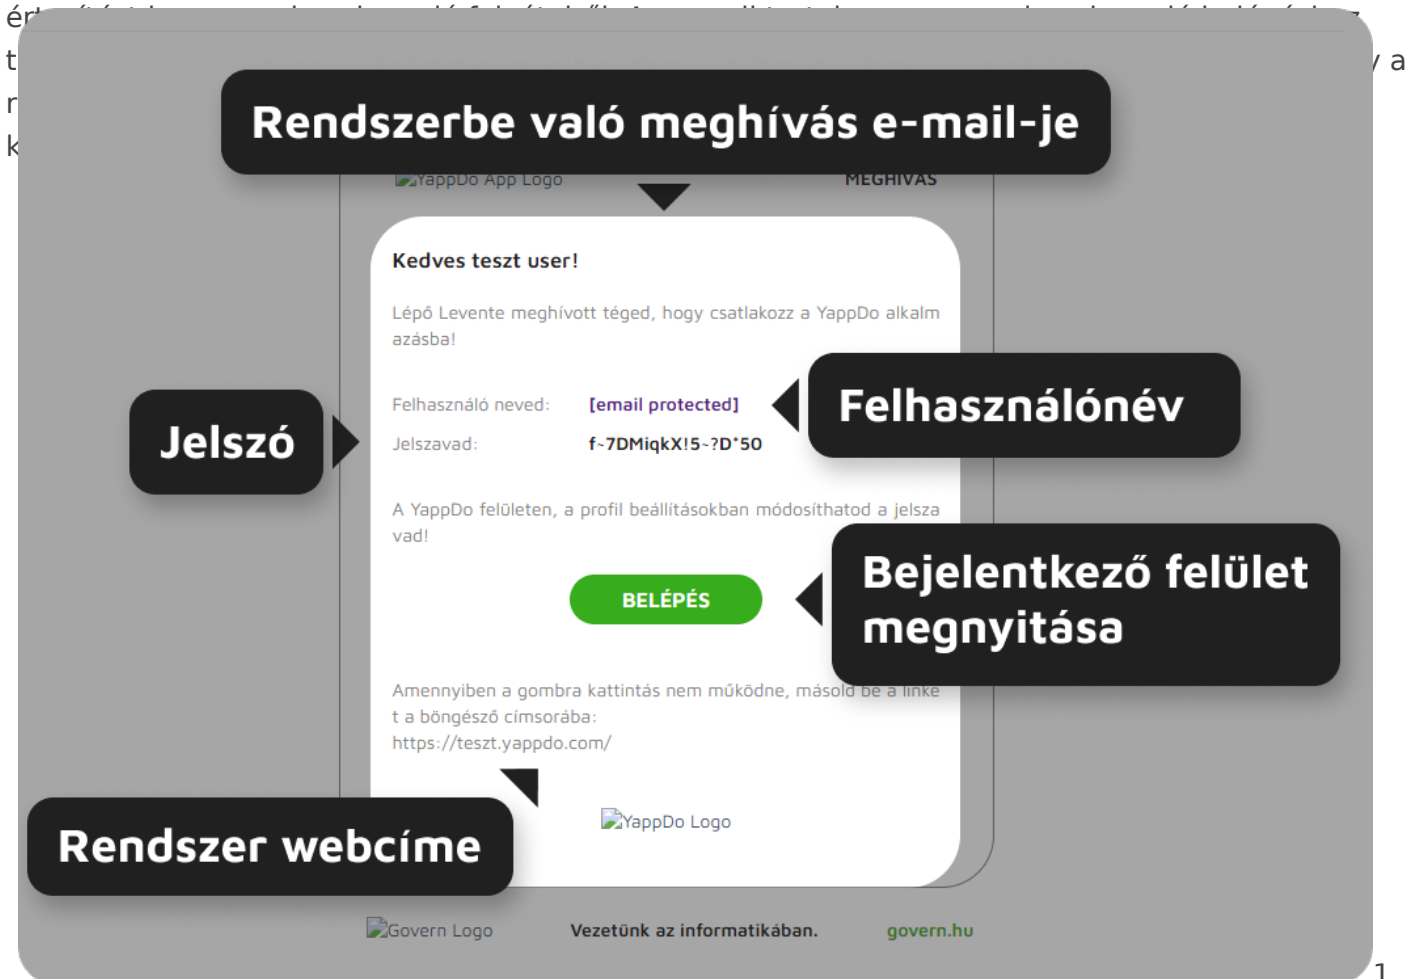 Rendszerbe való meghívás e-mail-je
YappDo App Logo
MEGHÍVÁS
Kedves teszt user!
Lépő Levente meghívott téged, hogy csatlakozz a YappDo alkalm
azásba!
Felhasználó neved: [email protected]
Felhasználónév
Jelszó
Jelszavad: f~7DMiqkX!5~?D*50
A YappDo felületen, a profil beállításokban módosíthatod a jelsza
vad!
Bejelentkező felület
megnyitása
BELÉPÉS
Amennyiben a gombra kattintás nem működne, másold be a linke
t a böngésző címsorába:
https://teszt.yappdo.com/
Rendszer webcíme
YappDo Logo
Govern Logo
Vezetünk az informatikában.
govern.hu
1